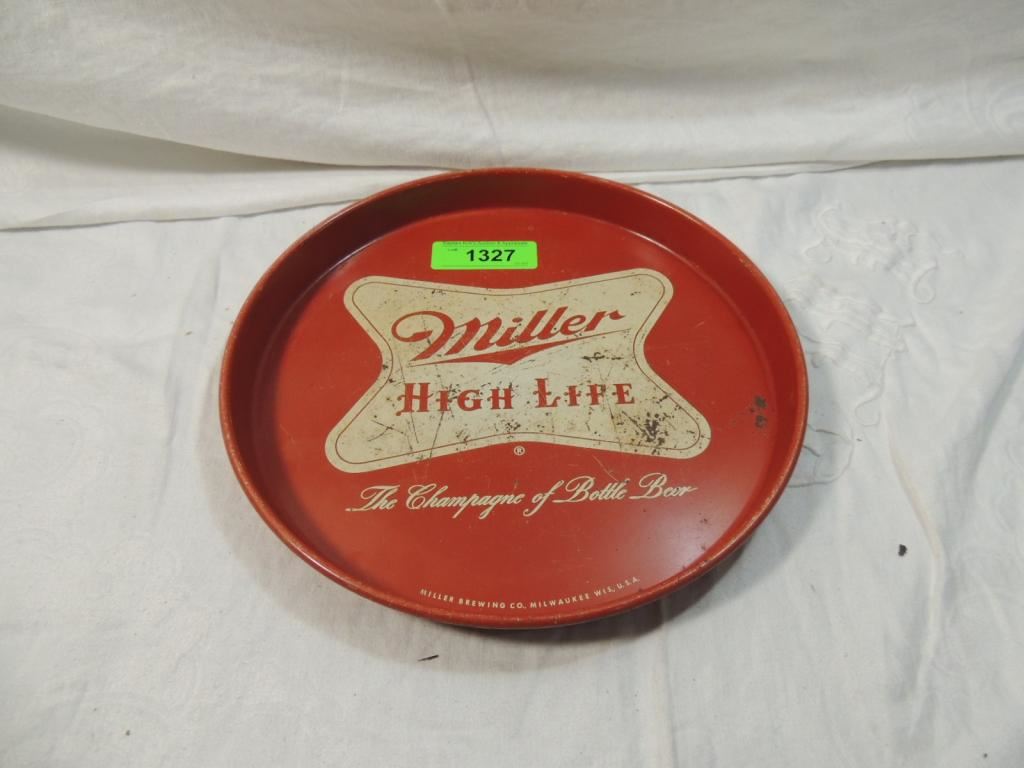 1327
Miller
HIGH LIFE
®
The Champagne of Bottle Beer
MILLER BREWING CO., MILWAUKEE WIS., U.S.A.